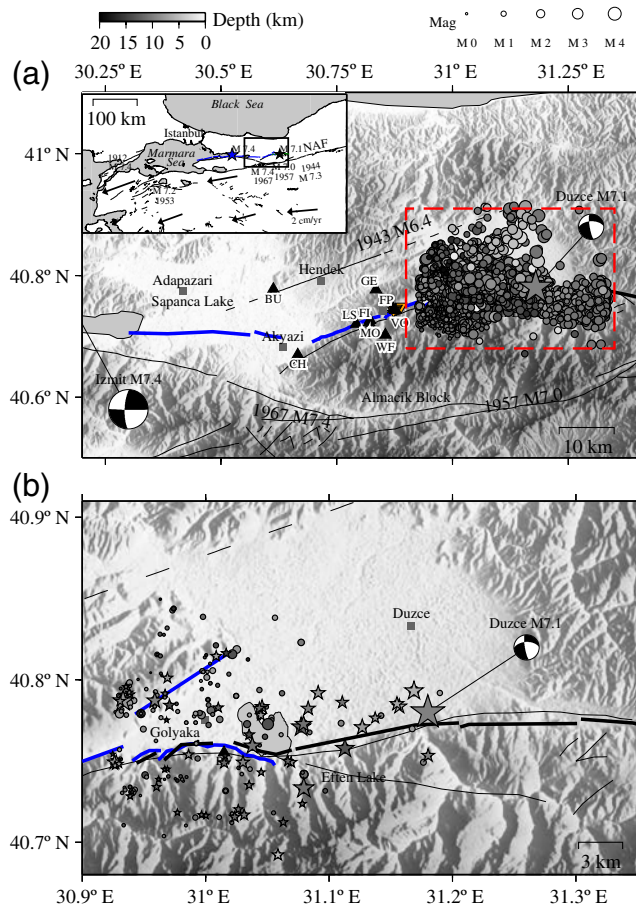 Depth (km)
20 15 10 5 0
Mag
M 0 M 1 M 2 M 3 M 4
(a)
30.25° E 30.5° E 30.75° E 31° E 31.25° E
100 km
Black Sea
Istanbul
Marmara
Sea
M 7.4
M 7.1
NAF
1912
1953
M 7.4
1967
M 7.0
1957
1944
M 7.3
2 cm/yr
41° N
40.8° N
40.6° N
1943 M6.4
Duzce M7.1
Adapazari
Sapanca Lake
Hendek
BU
GE
FP
LS
FI
VO
MO
WF
Akyazi
CH
Izmit M7.4
Almacik Block
1967 M7.4
1957 M7.0
10 km
(b)
40.9° N
40.8° N
40.7° N
Duzce
Duzce M7.1
Golyaka
Eften Lake
3 km
30.9° E 31° E 31.1° E 31.2° E 31.3° E